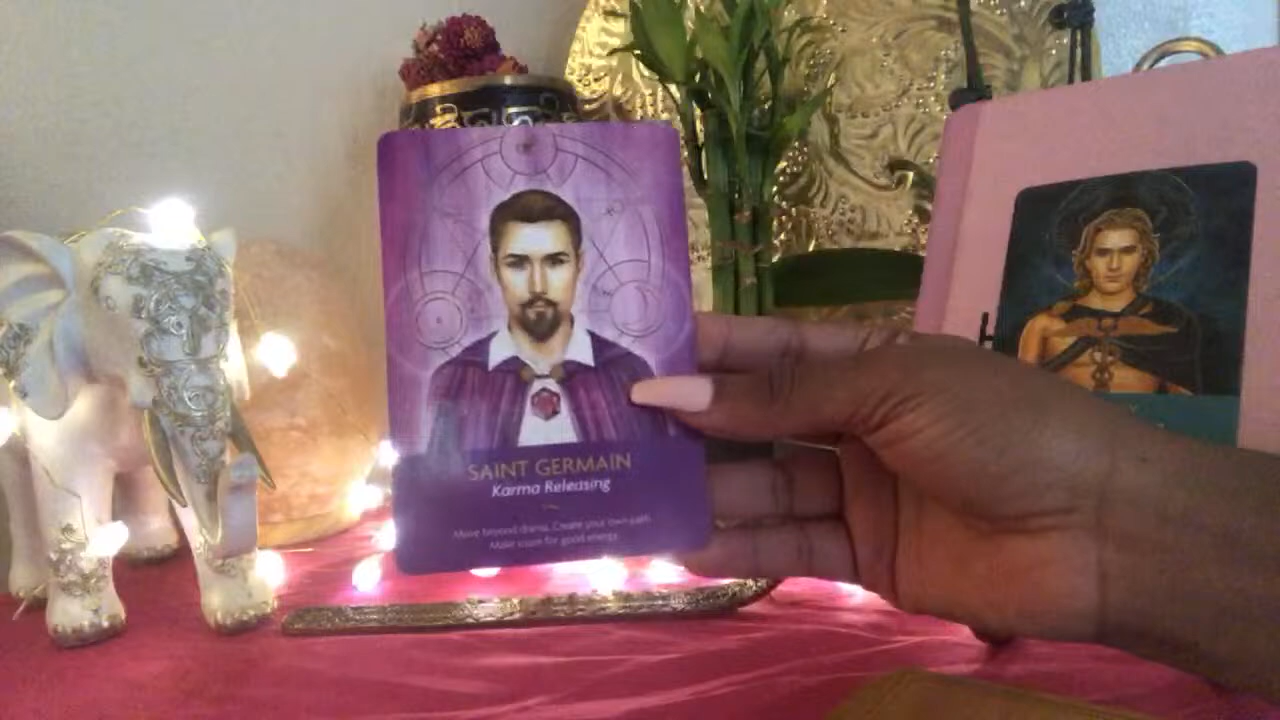 SAINT GERMAIN
Karma Releasing
Move beyond drama. Create your own path.
Make room for good energy.